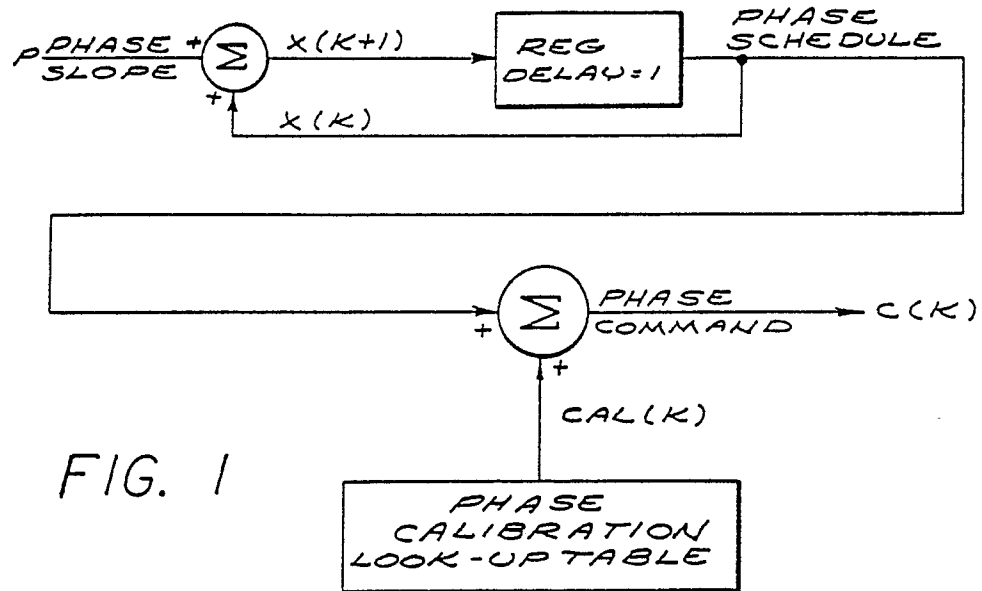 P PHASE SLOPE
+
Σ
+
X(K+1)
X(K)
REG
DELAY=1
PHASE
SCHEDULE
+
Σ
+
PHASE
COMMAND
C(K)
CAL(K)
FIG. 1
PHASE
CALIBRATION
LOOK-UP TABLE